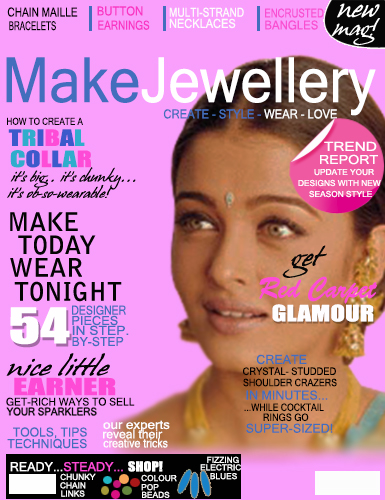 CHAIN MAILLE
BRACELETS
BUTTON
EARNINGS
MULTI-STRAND
NECKLACES
ENCRUSTED
BANGLES
new
mag!
MakeJewellery
CREATE - STYLE - WEAR - LOVE
HOW TO CREATE A
TRIBAL
COLLAR
it's big.. it's chunky...
it's oh-so-wearable!
TREND
REPORT
UPDATE YOUR
DESIGNS WITH NEW
SEASON STYLE
MAKE
TODAY
WEAR
TONIGHT
54
DESIGNER
PIECES
IN STEP.
BY-STEP
get
Red Carpet
GLAMOUR
nice little
EARNER
GET-RICH WAYS TO SELL
YOUR SPARKLERS
CREATE
CRYSTAL- STUDDED
SHOULDER CRAZERS
IN MINUTES...
...WHILE COCKTAIL
RINGS GO
SUPER-SIZED!
TOOLS, TIPS
TECHNIQUES
our experts
reveal their
creative tricks
READY...STEADY... SHOP!
CHUNKY
CHAIN
LINKS
COLOUR
POP
BEADS
FIZZING
ELECTRIC
BLUES